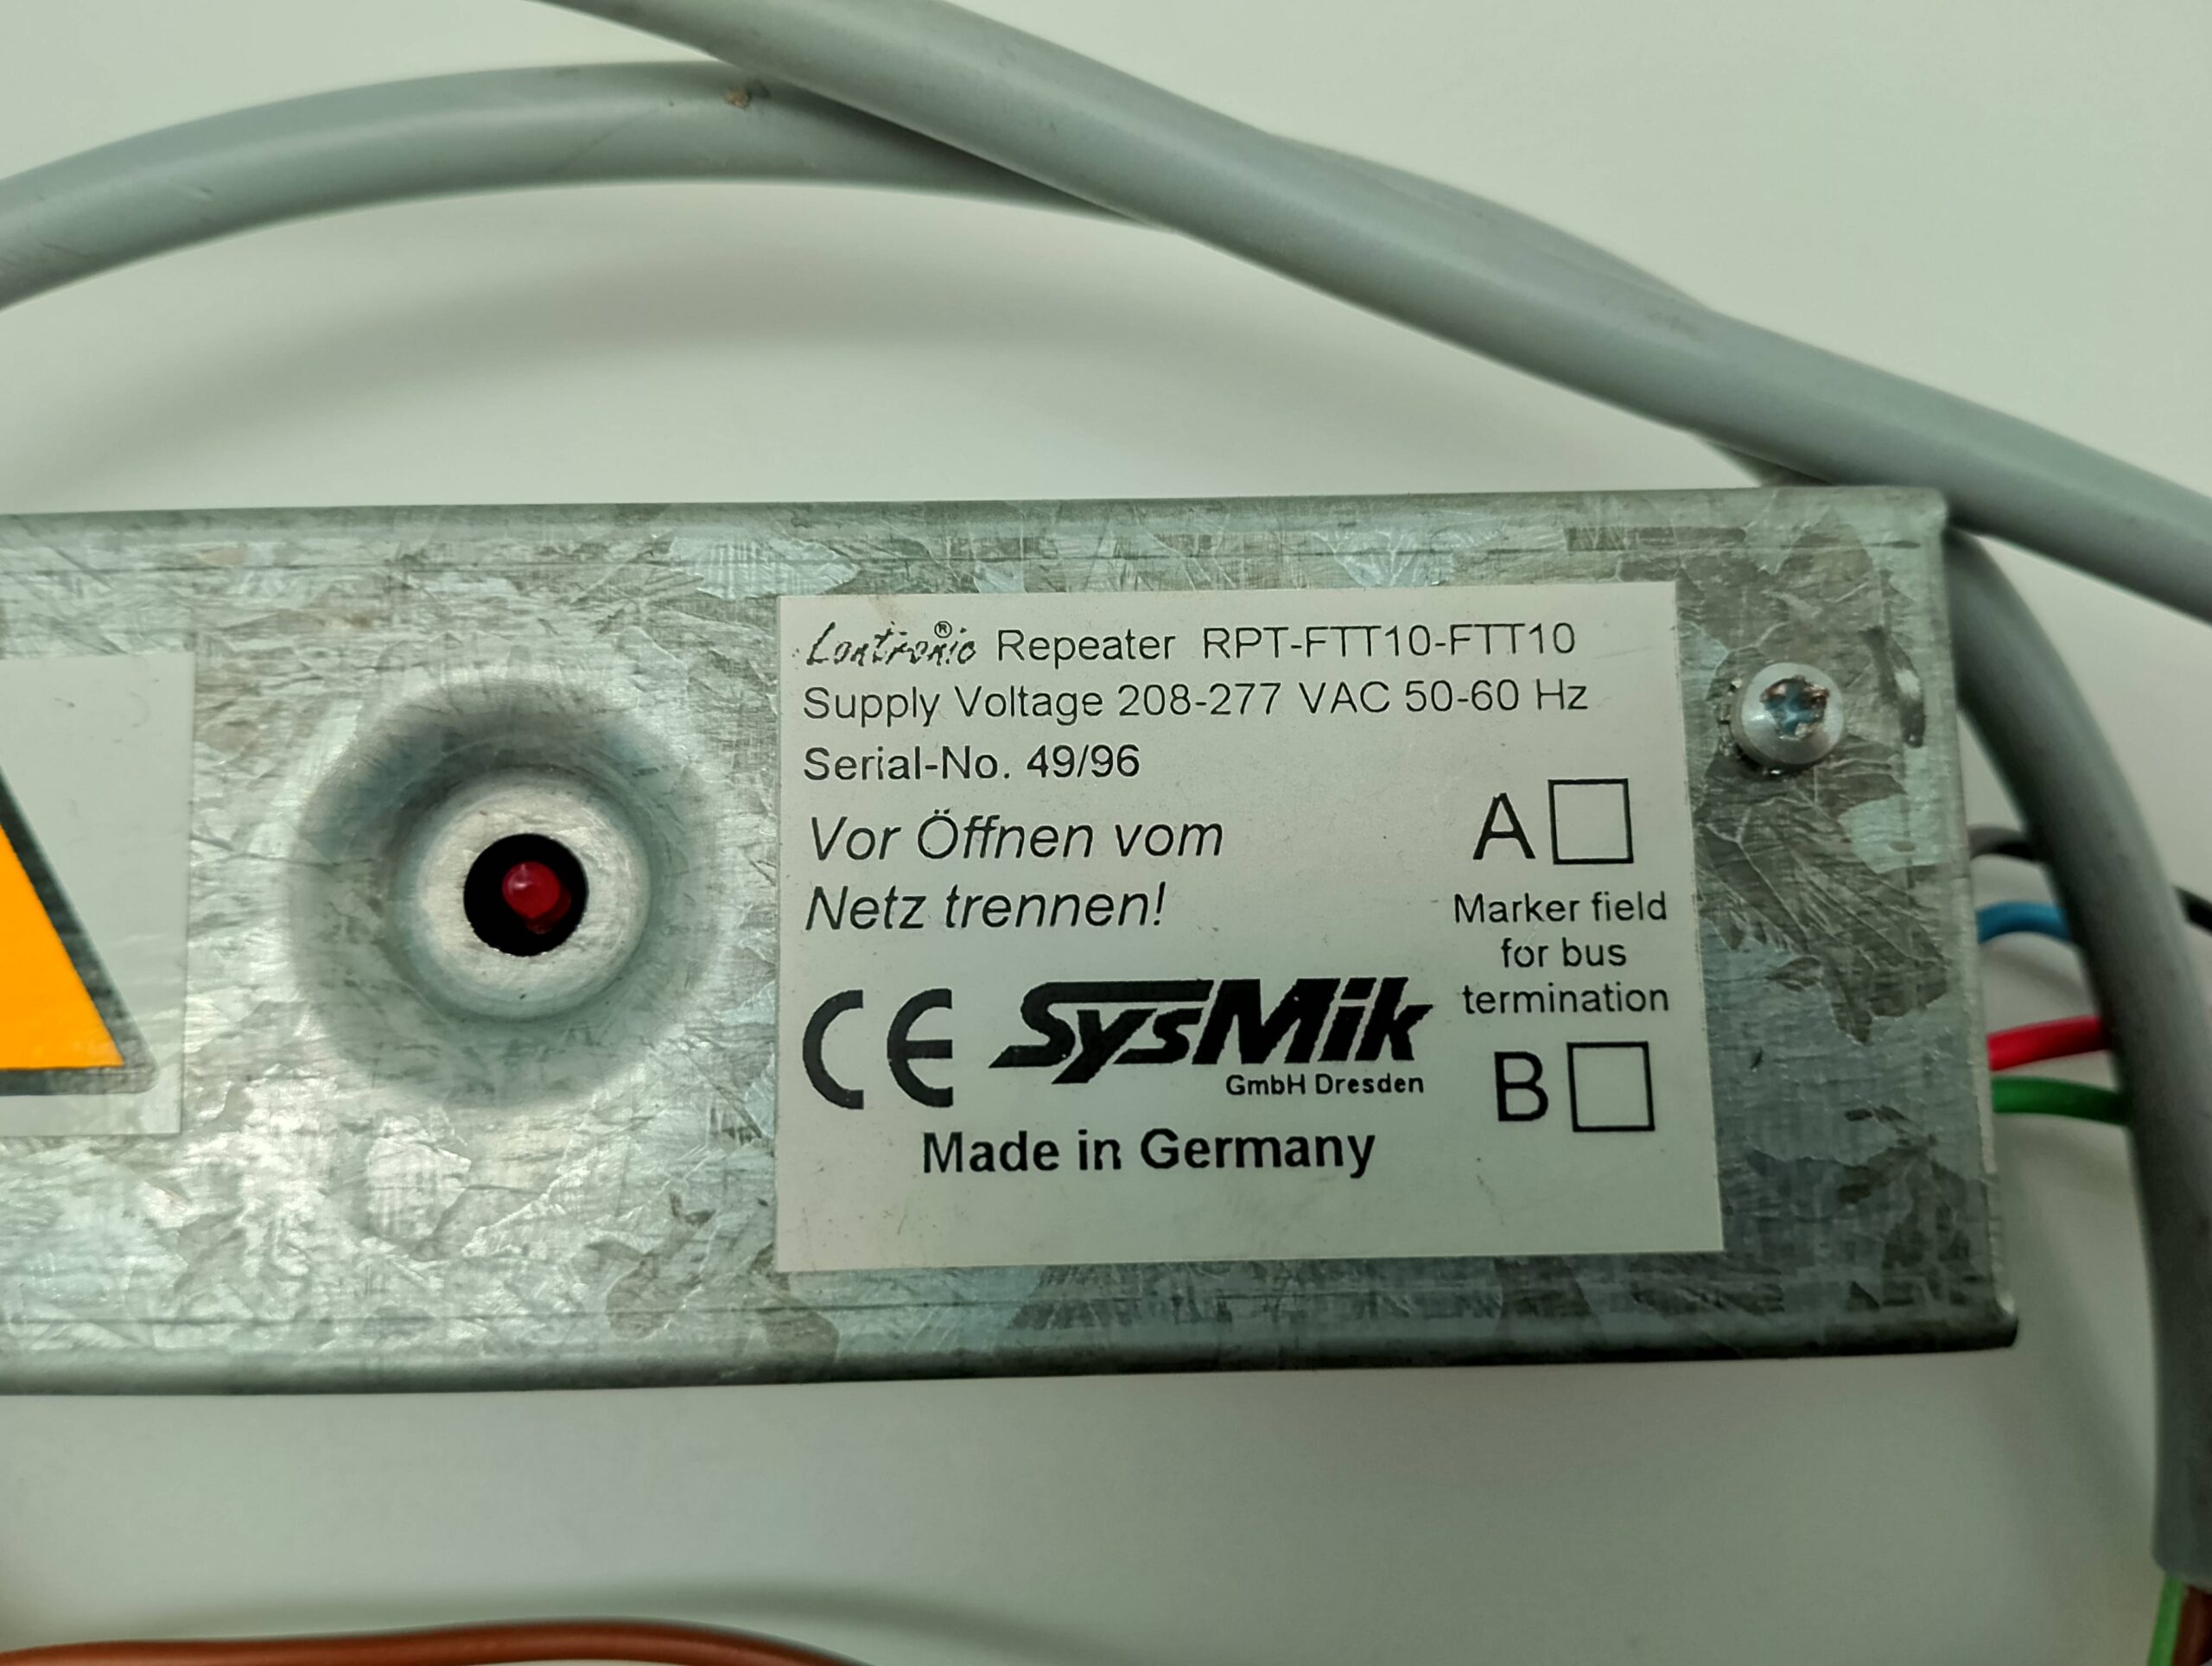 Lontronic® Repeater RPT-FTT10-FTT10
Supply Voltage 208-277 VAC 50-60 Hz
Serial-No. 49/96
Vor Öffnen vom
Netz trennen!
A
Marker field
for bus
termination
B
CE SysMik
GmbH Dresden
Made in Germany